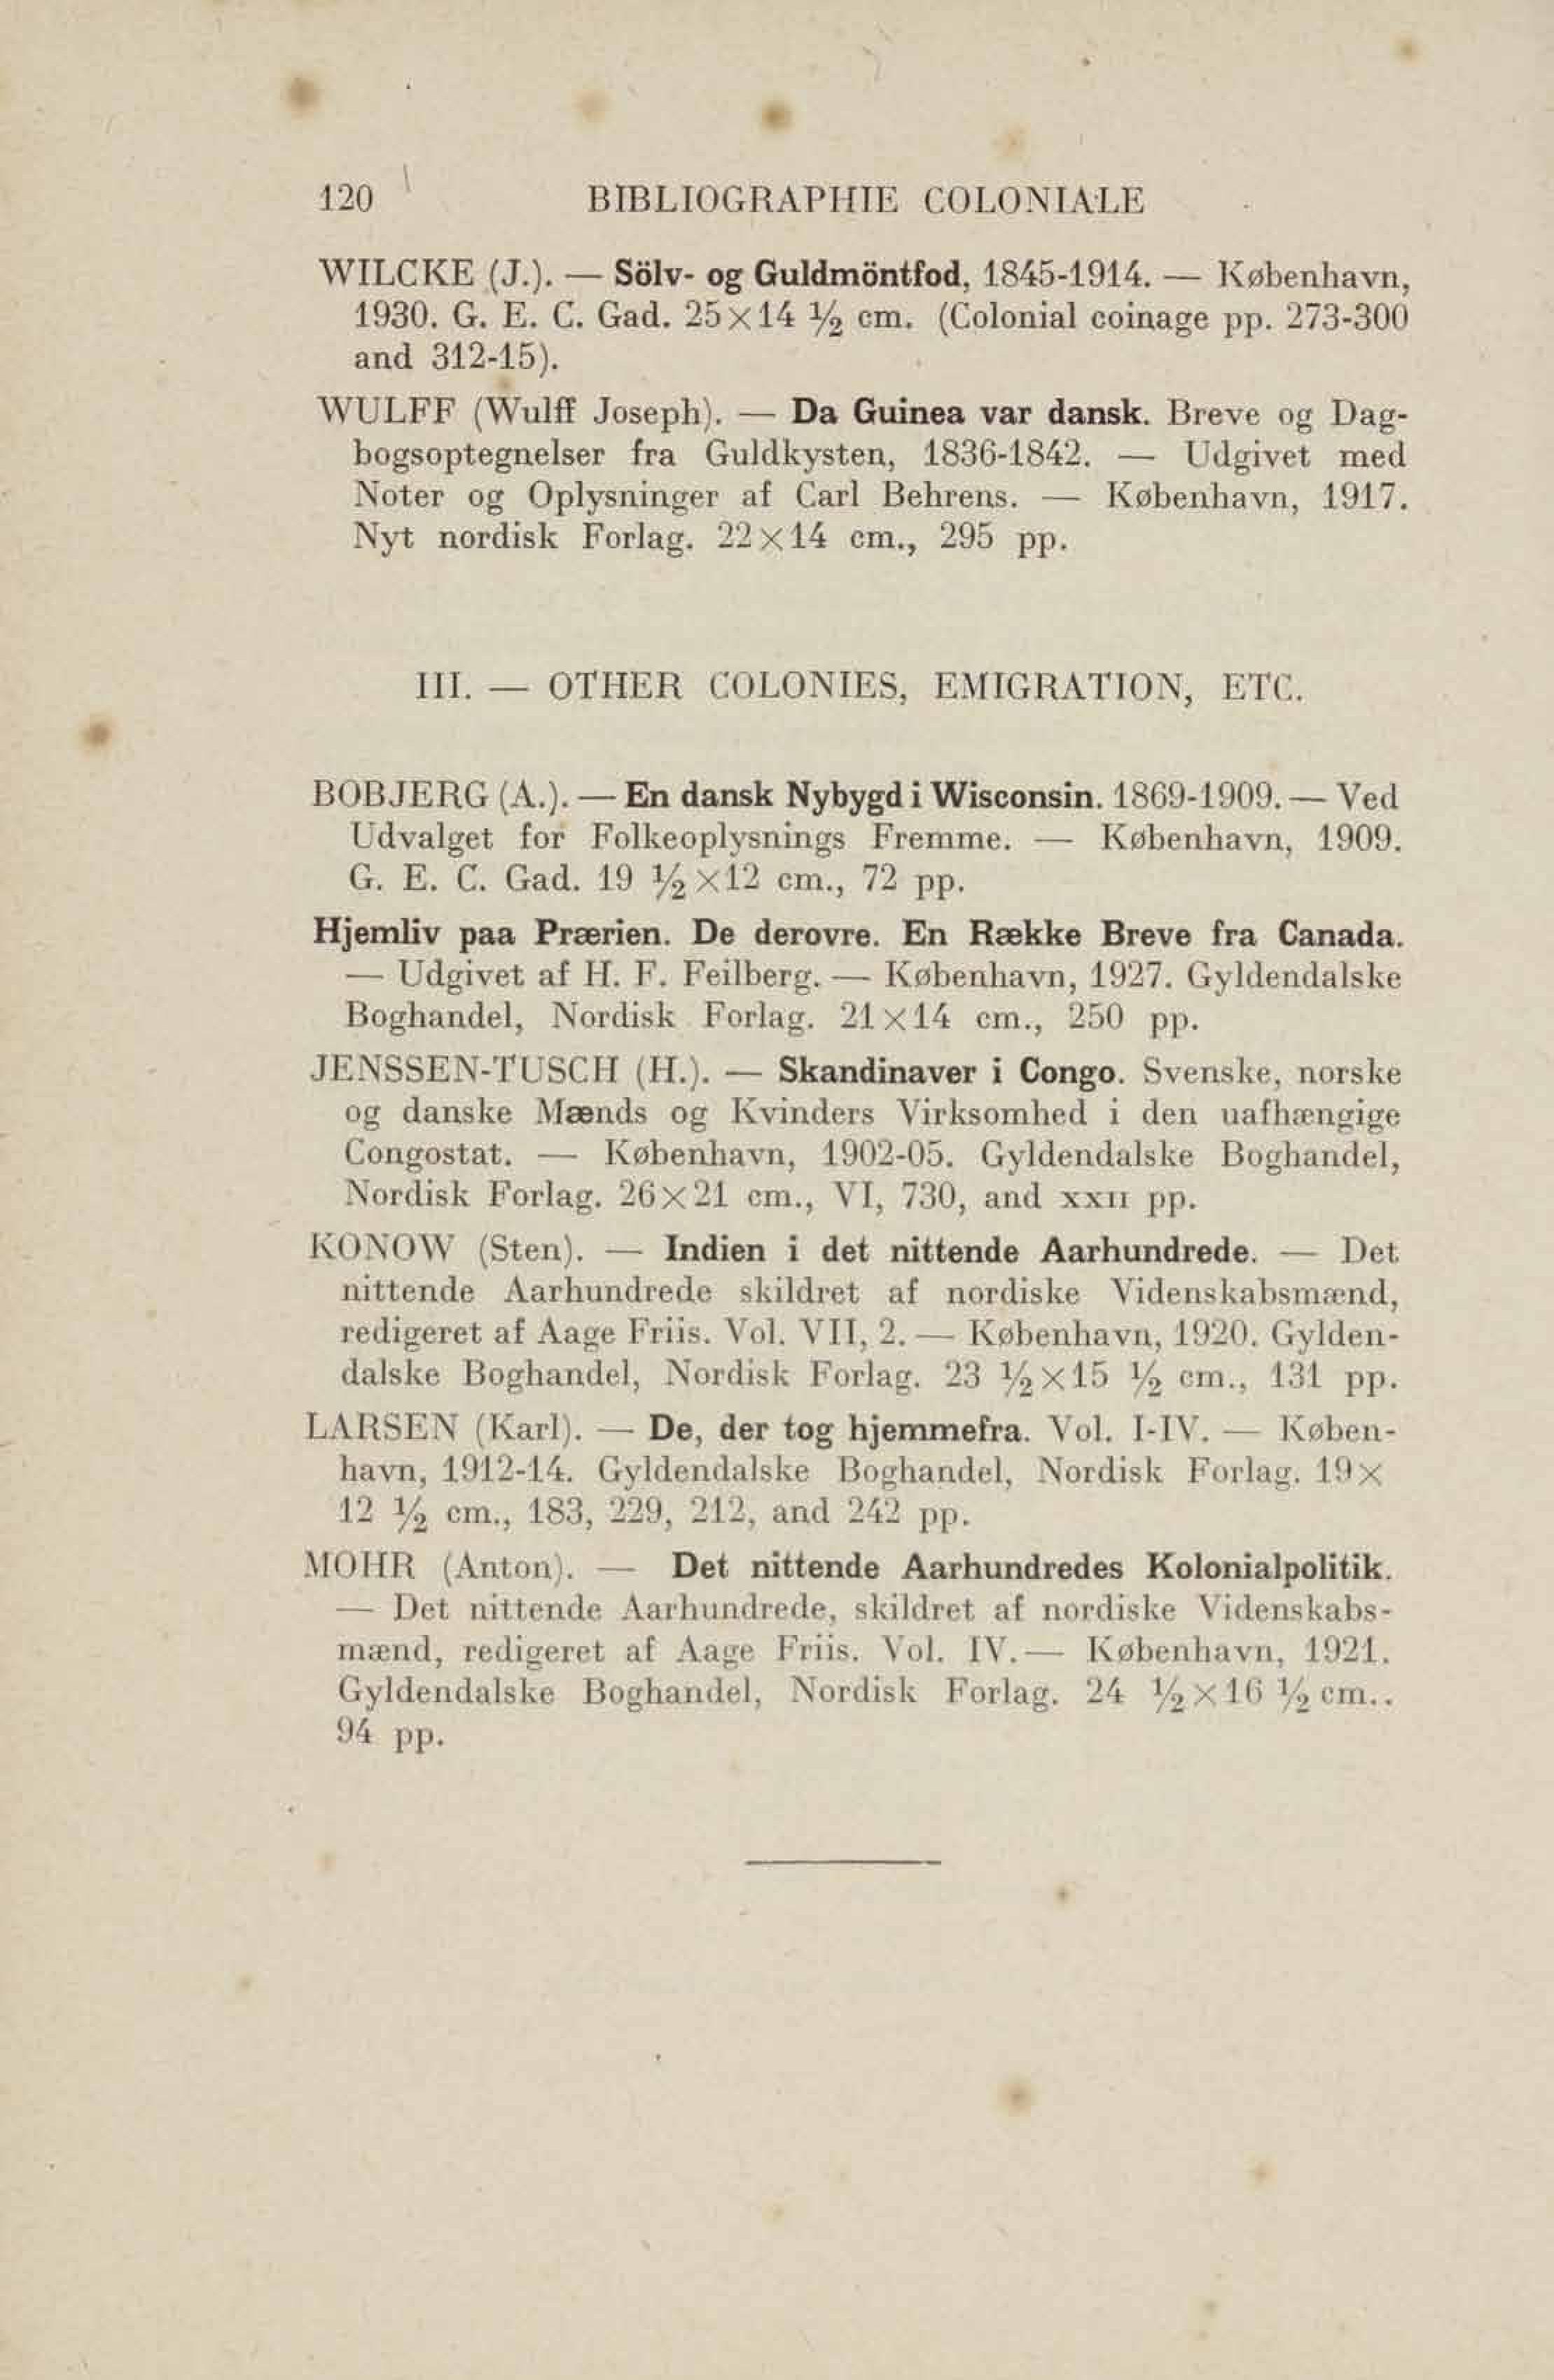 120 BIBLIOGRAPHIE COLONIALE
WILCKE (J.). — Sölv- og Guldmöntfod, 1845-1914. — København,
1930. G. E. C. Gad. 25×14 ½ cm. (Colonial coinage pp. 273-300
and 312-15).
WULFF (Wulff Joseph). — Da Guinea var dansk. Breve og Dag-
bogsoptegnelser fra Guldkysten, 1836-1842. — Udgivet med
Noter og Oplysninger af Carl Behrens. — København, 1917.
Nyt nordisk Forlag. 22×14 cm., 295 pp.
III. — OTHER COLONIES, EMIGRATION, ETC.
BOBJERG (A.). — En dansk Nybygd i Wisconsin. 1869-1909. — Ved
Udvalget for Folkeoplysnings Fremme. — København, 1909.
G. E. C. Gad. 19 ½×12 cm., 72 pp.
Hjemliv paa Prærien. De derovre. En Række Breve fra Canada.
— Udgivet af H. F. Feilberg. — København, 1927. Gyldendalske
Boghandel, Nordisk Forlag. 21×14 cm., 250 pp.
JENSSEN-TUSCH (H.). — Skandinaver i Congo. Svenske, norske
og danske Mænds og Kvinders Virksomhed i den uafhængige
Congostat. — København, 1902-05. Gyldendalske Boghandel,
Nordisk Forlag. 26×21 cm., VI, 730, and XXII pp.
KONOW (Sten). — Indien i det nittende Aarhundrede. — Det
nittende Aarhundrede skildret af nordiske Videnskabsmænd,
redigeret af Aage Friis. Vol. VII, 2. — København, 1920. Gylden-
dalske Boghandel, Nordisk Forlag. 23 ½×15 ½ cm., 131 pp.
LARSEN (Karl). — De, der tog hjemmefra. Vol. I-IV. — Køben-
havn, 1912-14. Gyldendalske Boghandel, Nordisk Forlag. 19×
12 ½ cm., 183, 229, 212, and 242 pp.
MOHR (Anton). — Det nittende Aarhundredes Kolonialpolitik.
— Det nittende Aarhundrede, skildret af nordiske Videnskabs-
mænd, redigeret af Aage Friis. Vol. IV. — København, 1921.
Gyldendalske Boghandel, Nordisk Forlag. 24 ½×16 ½ cm..
94 pp.